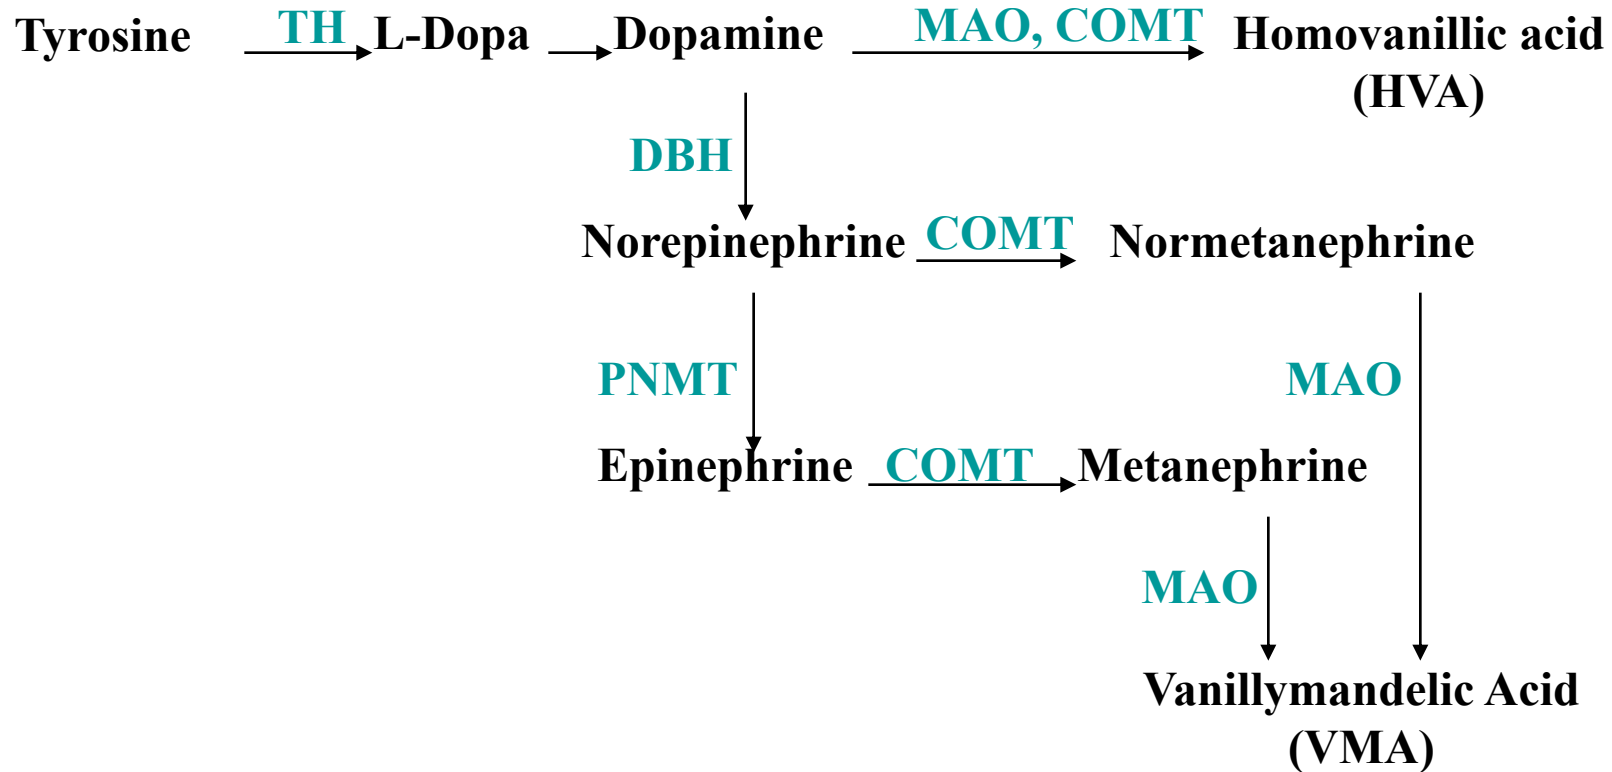 Tyrosine TH L-Dopa Dopamine MAO, COMT Homovanillic acid
(HVA)
DBH
Norepinephrine COMT Normetanephrine
PNMT MAO
Epinephrine COMT Metanephrine
MAO
Vanillymandelic Acid
(VMA)